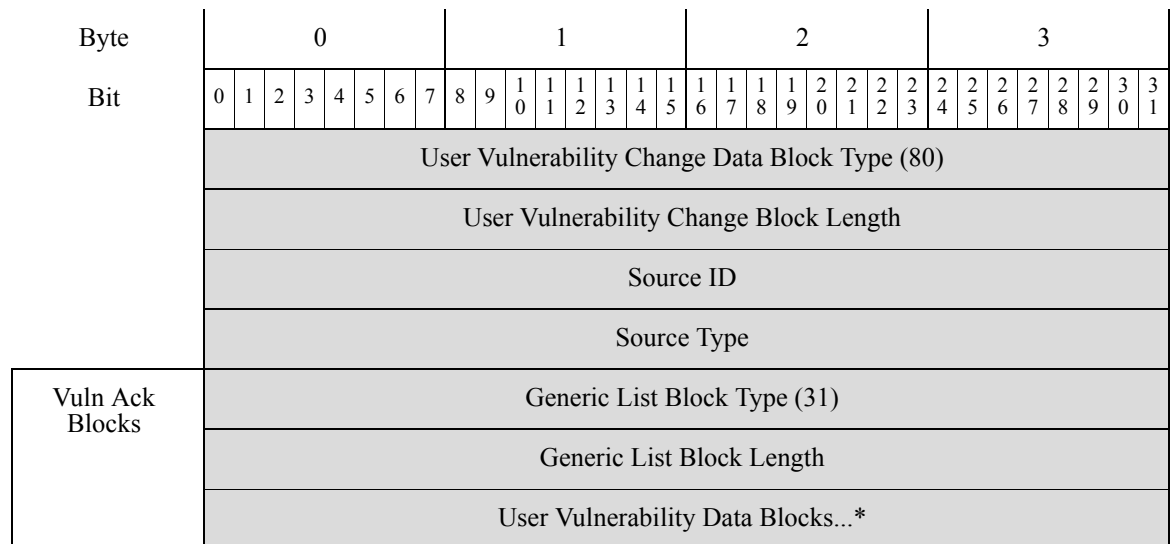 Byte 0 1 2 3
Bit 0 1 2 3 4 5 6 7 8 9 10 11 12 13 14 15 16 17 18 19 20 21 22 23 24 25 26 27 28 29 30 31
User Vulnerability Change Data Block Type (80)
User Vulnerability Change Block Length
Source ID
Source Type
Vuln Ack
Blocks
Generic List Block Type (31)
Generic List Block Length
User Vulnerability Data Blocks...*